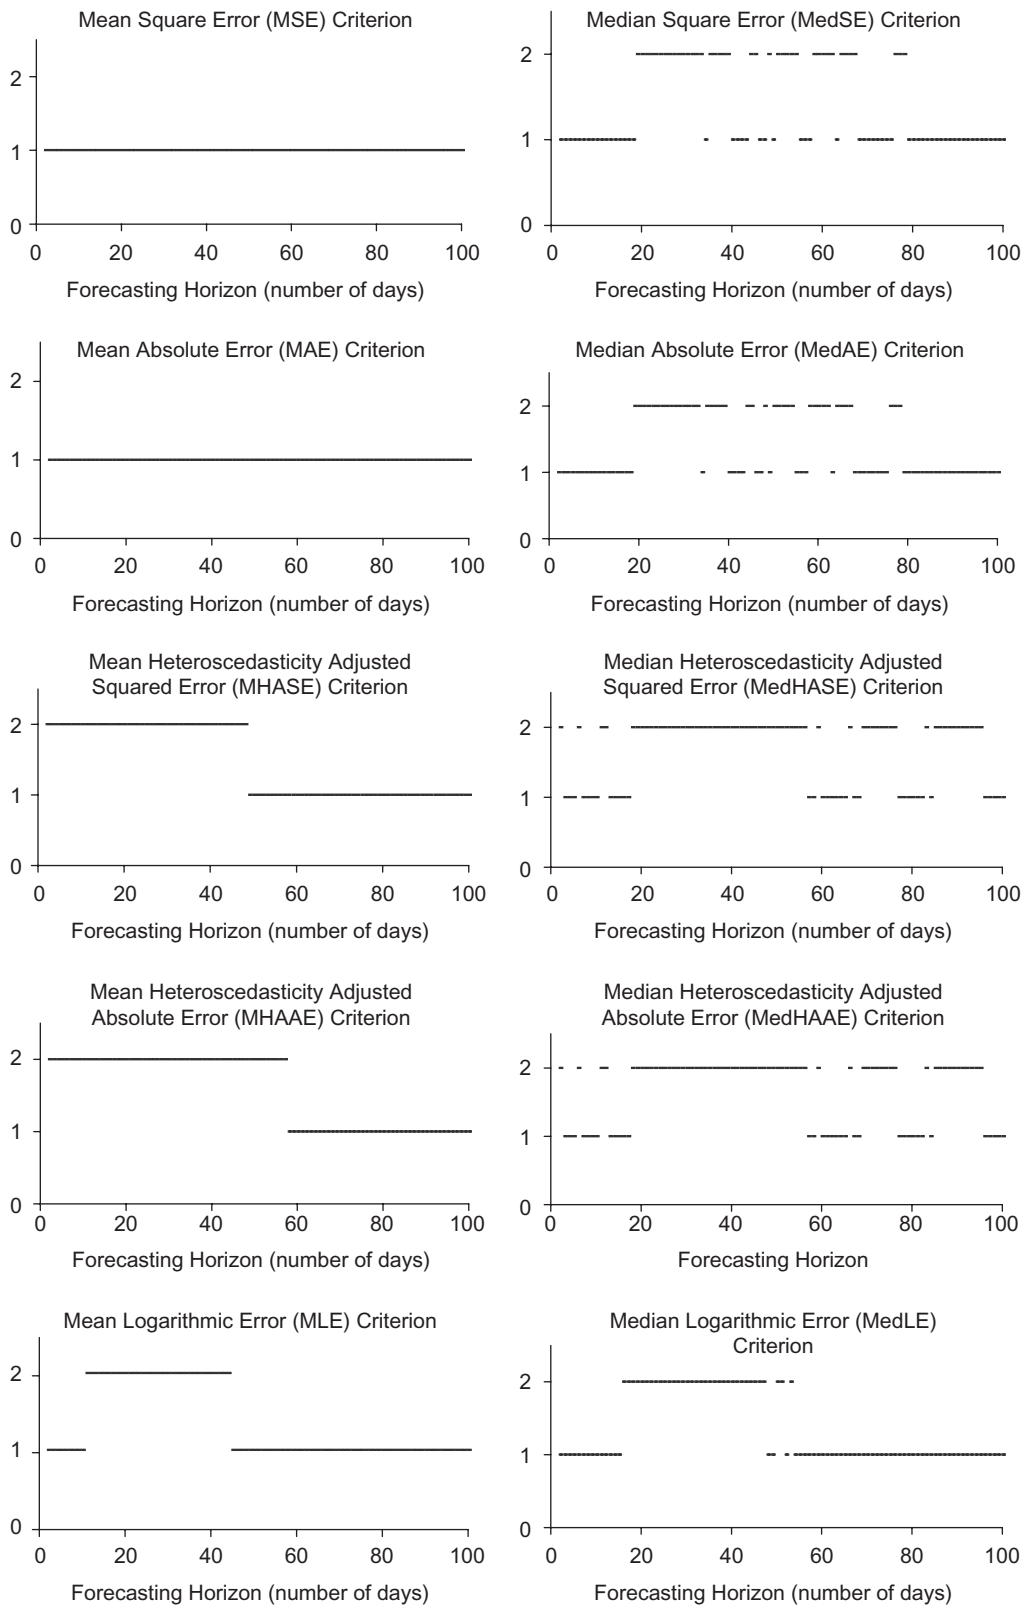 Mean Square Error (MSE) Criterion
2
1
0
0 20 40 60 80 100
Forecasting Horizon (number of days)
Median Square Error (MedSE) Criterion
2
1
0
0 20 40 60 80 100
Forecasting Horizon (number of days)
Mean Absolute Error (MAE) Criterion
2
1
0
0 20 40 60 80 100
Forecasting Horizon (number of days)
Median Absolute Error (MedAE) Criterion
2
1
0
0 20 40 60 80 100
Forecasting Horizon (number of days)
Mean Heteroscedasticity Adjusted
Squared Error (MHASE) Criterion
2
1
0
0 20 40 60 80 100
Forecasting Horizon (number of days)
Median Heteroscedasticity Adjusted
Squared Error (MedHASE) Criterion
2
1
0
0 20 40 60 80 100
Forecasting Horizon (number of days)
Mean Heteroscedasticity Adjusted
Absolute Error (MHAAE) Criterion
2
1
0
0 20 40 60 80 100
Forecasting Horizon (number of days)
Median Heteroscedasticity Adjusted
Absolute Error (MedHAAE) Criterion
2
1
0
0 20 40 60 80 100
Forecasting Horizon
Mean Logarithmic Error (MLE) Criterion
2
1
0
0 20 40 60 80 100
Forecasting Horizon (number of days)
Median Logarithmic Error (MedLE)
Criterion
2
1
0
0 20 40 60 80 100
Forecasting Horizon (number of days)